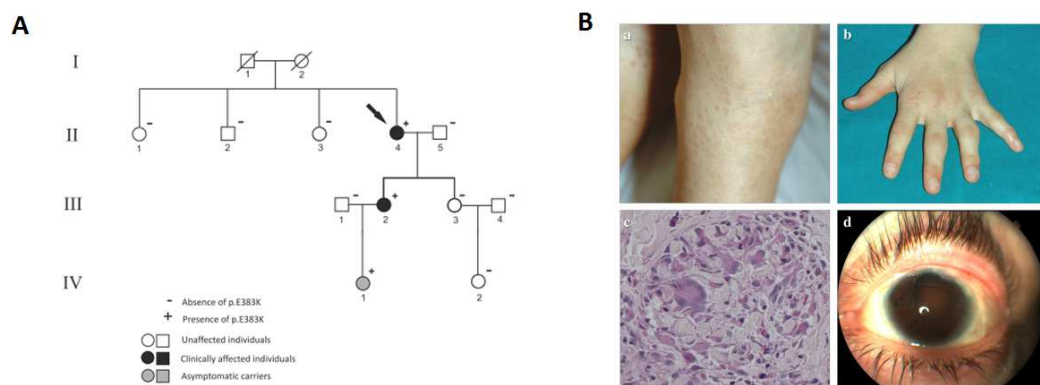 A
B
I
1
2
II
-
-
-
+
-
1
2
3
4
5
III
-
+
-
-
1
2
3
4
IV
+
-
1
2
- Absence of p.E383K
+ Presence of p.E383K
Unaffected individuals
Clinically affected individuals
Asymptomatic carriers
a
b
c
d